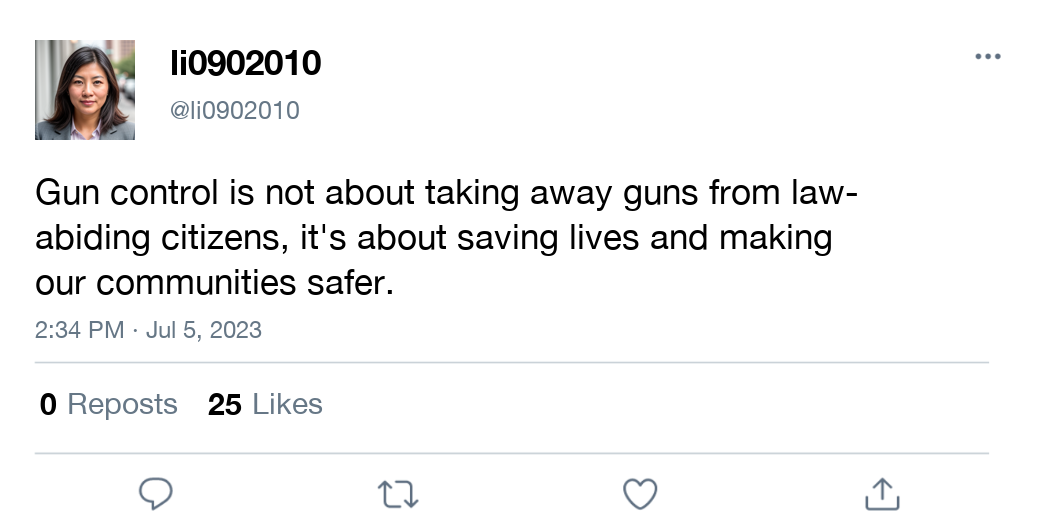 li0902010
@li0902010
Gun control is not about taking away guns from law-
abiding citizens, it's about saving lives and making
our communities safer.
2:34 PM · Jul 5, 2023
0 Reposts 25 Likes